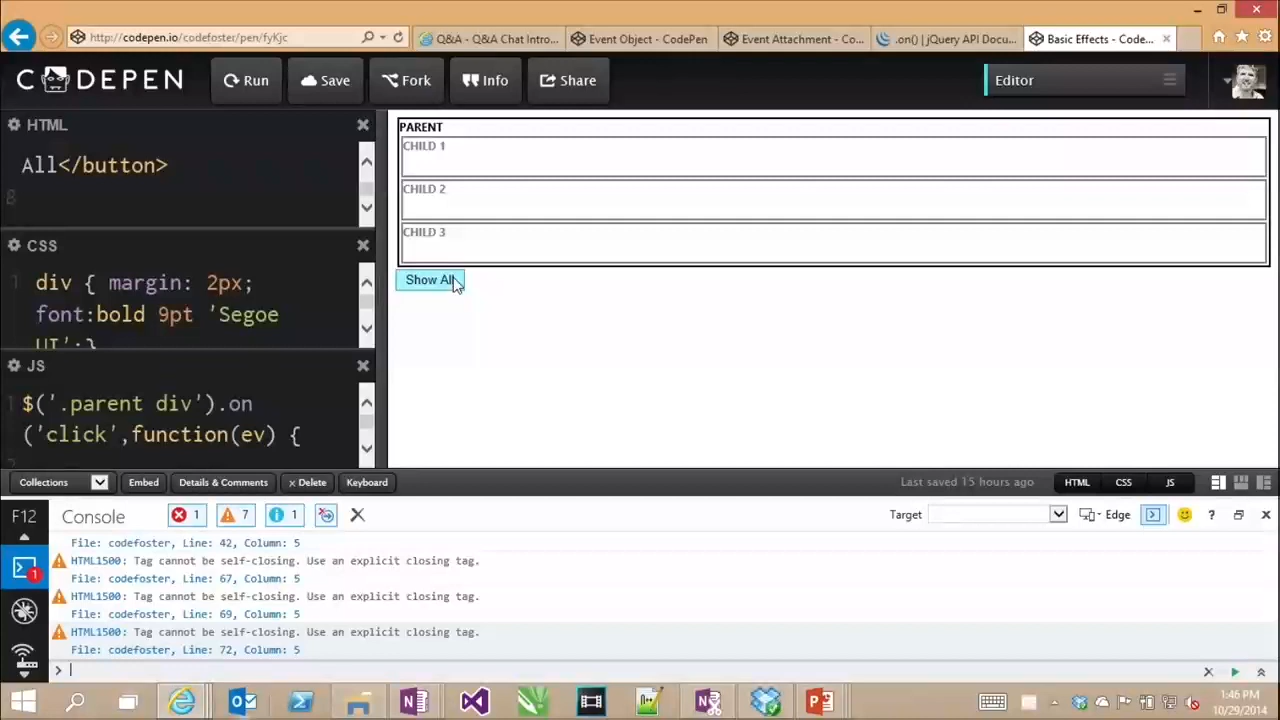 http://codepen.io/codefoster/pen/fyKjc
Q&A - Q&A Chat Intro...
Event Object - CodePen
Event Attachment - Co...
.on() | jQuery API Docu...
Basic Effects - Code...
CODEPEN
Run
Save
Fork
Info
Share
Editor
HTML
All</button>
8
CSS
1 div { margin: 2px;
font:bold 9pt 'Segoe
UI';}
JS
1 $('.parent div').on
('click',function(ev) {
PARENT
CHILD 1
CHILD 2
CHILD 3
Show All
Collections
Embed
Details & Comments
x Delete
Keyboard
Last saved 15 hours ago
HTML
CSS
JS
F12
Console
1
7
1
Target
Edge
?
File: codefoster, Line: 42, Column: 5
HTML1500: Tag cannot be self-closing. Use an explicit closing tag.
File: codefoster, Line: 67, Column: 5
HTML1500: Tag cannot be self-closing. Use an explicit closing tag.
File: codefoster, Line: 69, Column: 5
HTML1500: Tag cannot be self-closing. Use an explicit closing tag.
File: codefoster, Line: 72, Column: 5
1
1:46 PM
10/29/2014